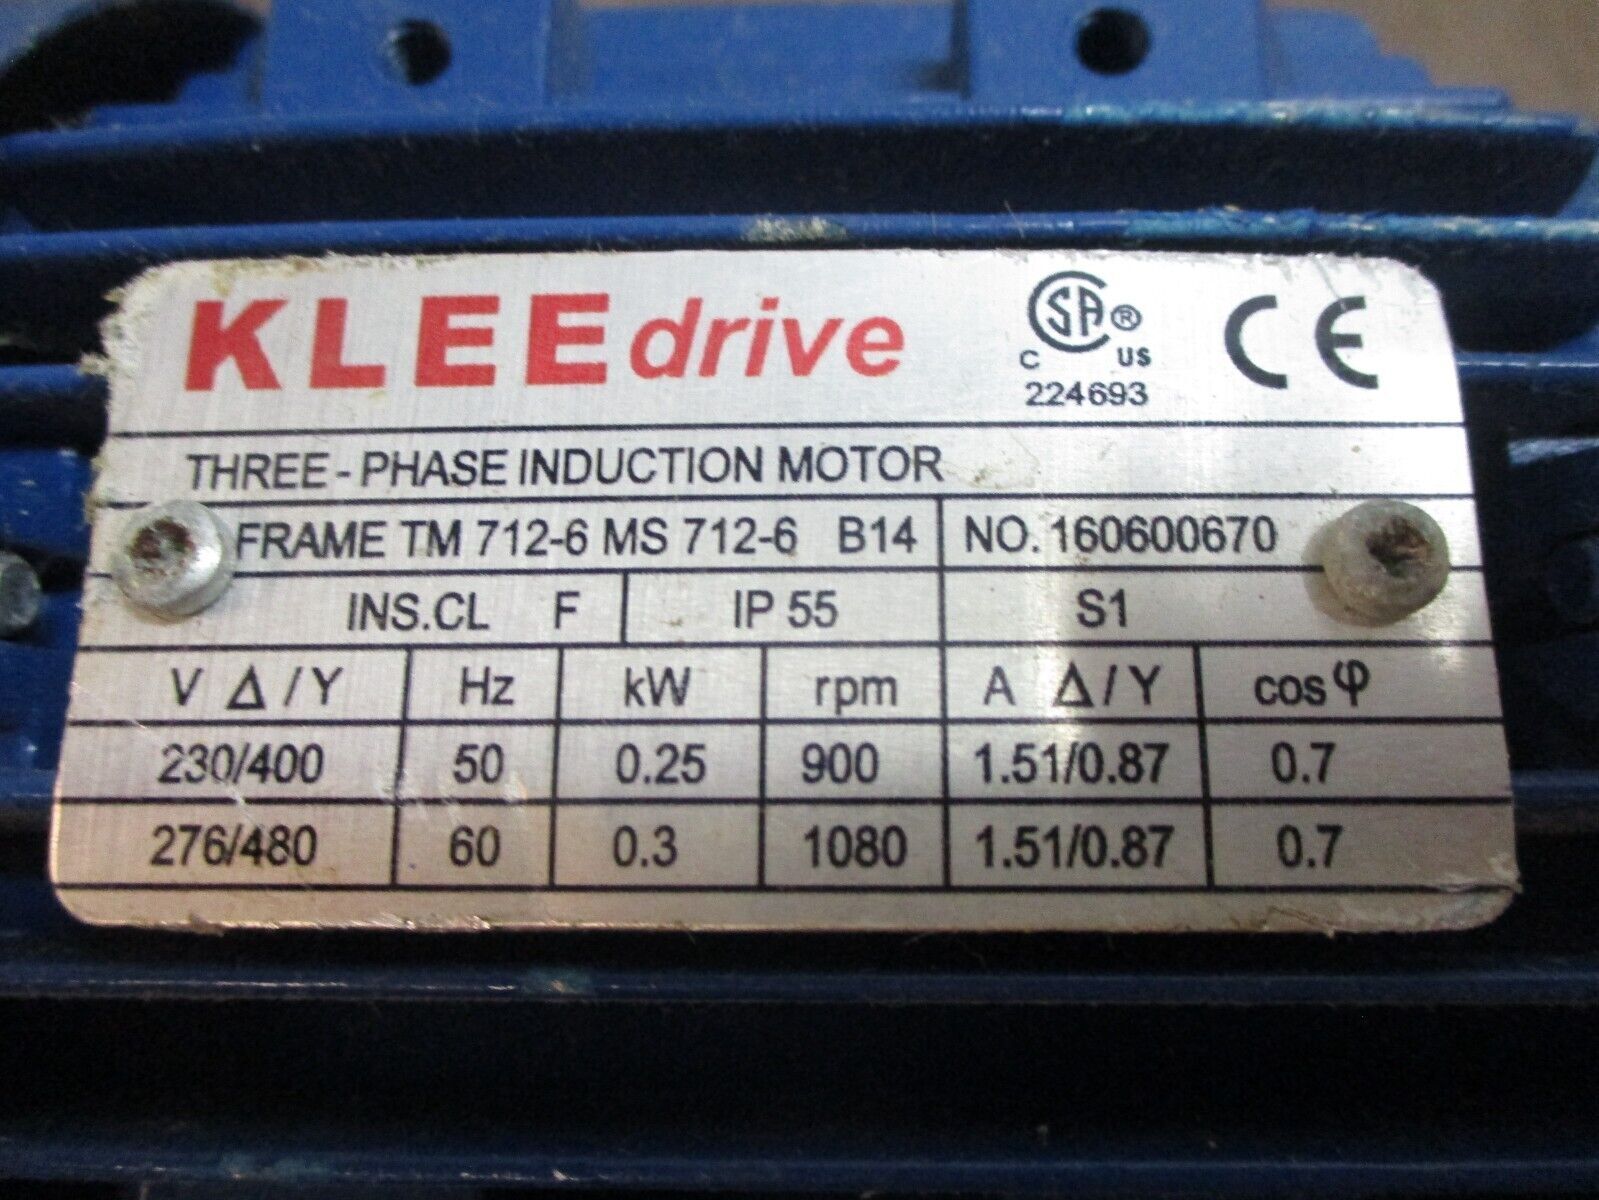 KLEEdrive
CSA®
C US
224693
CE
THREE-PHASE INDUCTION MOTOR
FRAME TM 712-6 MS 712-6 B14 NO. 160600670
INS.CL F IP 55 S1
V Δ/Y Hz kW rpm A Δ/Y cosφ
230/400 50 0.25 900 1.51/0.87 0.7
276/480 60 0.3 1080 1.51/0.87 0.7